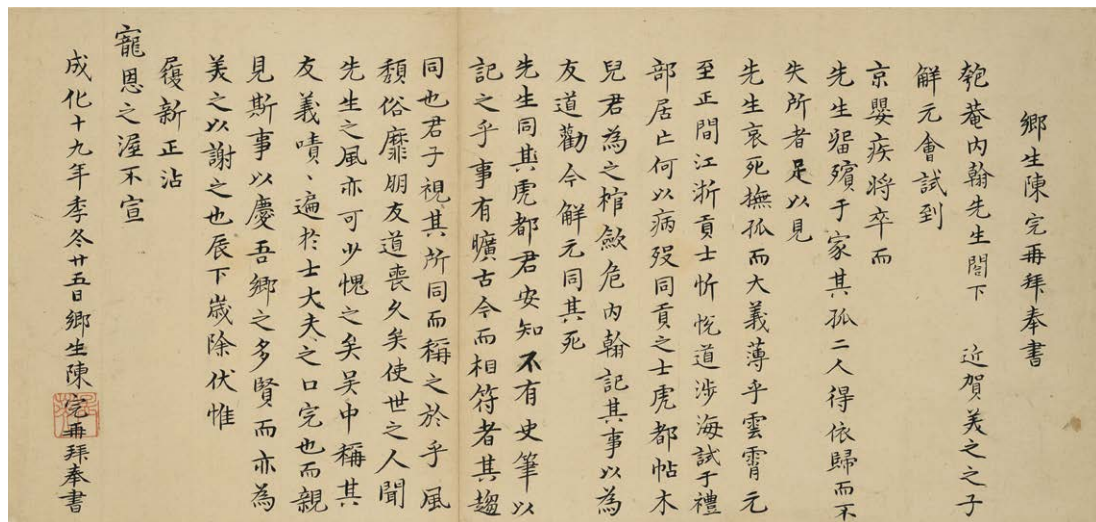 鄉生陳完再拜奉書
匏菴內翰先生閣下 近賀美之之子
解元會試到
京嬰疾將卒而
先生獨殯于家其孤二人得依歸而不
失所者足以見
先生哀死撫孤而大義薄乎雲霄元
至正間江浙貢士忻悅道涉海試于禮
部居亡何以病歿同貢之士虎都帖木
兒君為之棺斂危內翰記其事以為
友道勸今解元同其死
先生同其虎都君安知不有史筆以
記之乎事有曠古今而相符者其趨
同也君子視其所同而稱之於乎風
頹俗靡朋友道喪久矣使世之人聞
先生之風亦可少愧之矣吳中稱其
友義嘖〻遍於士大夫之口完也而親
見斯事以慶吾鄉之多賢而亦為
美之以謝之也辰下歲除伏惟
履新正沾
寵恩之渥不宣
成化十九年季冬廿五日鄉生陳完再拜奉書